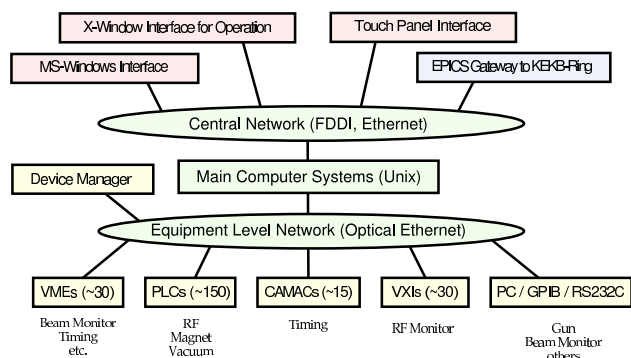 X-Window Interface for Operation
Touch Panel Interface
MS-Windows Interface
EPICS Gateway to KEKB-Ring
Central Network (FDDI, Ethernet)
Device Manager
Main Computer Systems (Unix)
Equipment Level Network (Optical Ethernet)
VMEs (~30)
PLCs (~150)
CAMACs (~15)
VXIs (~30)
PC / GPIB / RS232C
Beam Monitor
Timing
etc.
RF
Magnet
Vacuum
Timing
RF Monitor
Gun
Beam Monitor
others